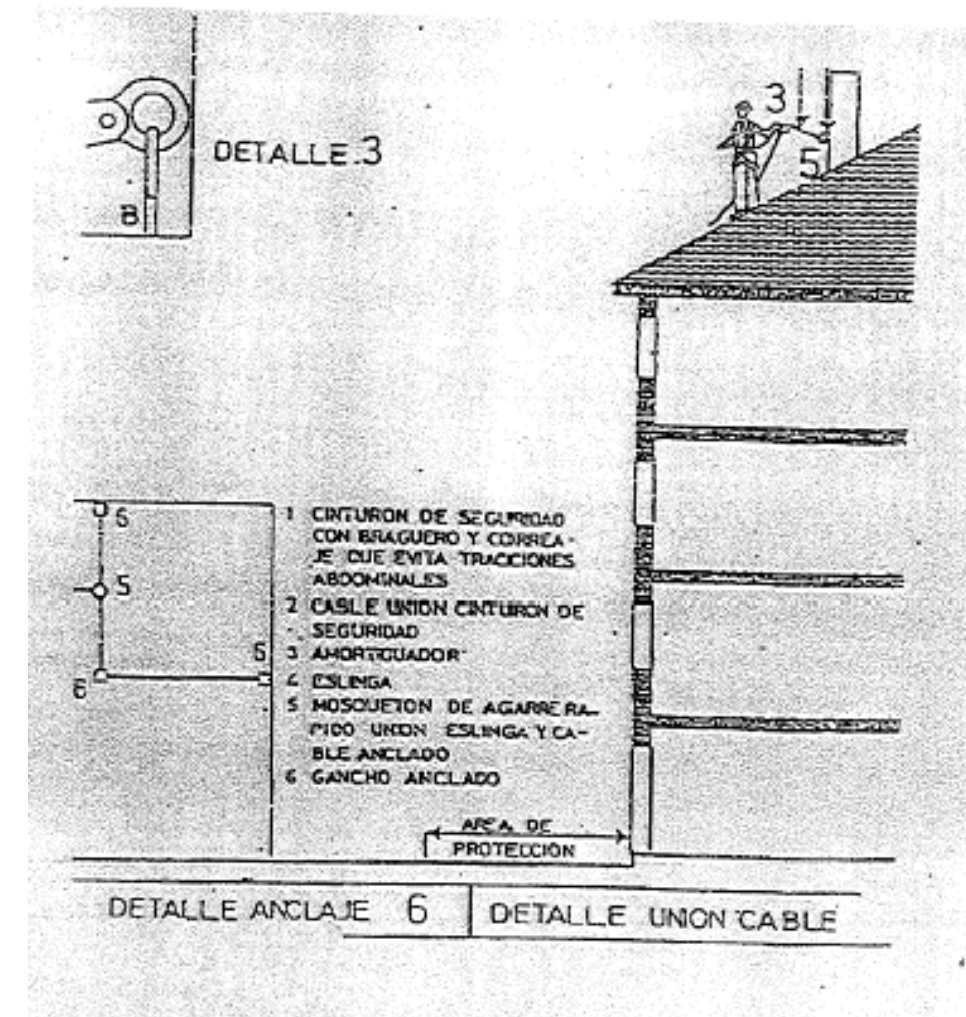 3
DETALLE.3
5
B
6
5
6
6
1 CINTURON DE SEGURIDAD
CON BRAGUERO Y CORREA-
JE QUE EVITA TRACCIONES
ABDOMINALES
2 CABLE UNION CINTURON DE
SEGURIDAD
3 AMORTIGUADOR
4 ESLINGA
5 MOSQUETON DE AGARRE RA-
PIDO UNION ESLINGA Y CA-
BLE ANCLADO
6 GANCHO ANCLADO
AREA DE
PROTECCIÓN
DETALLE ANCLAJE 6
DETALLE UNION CABLE